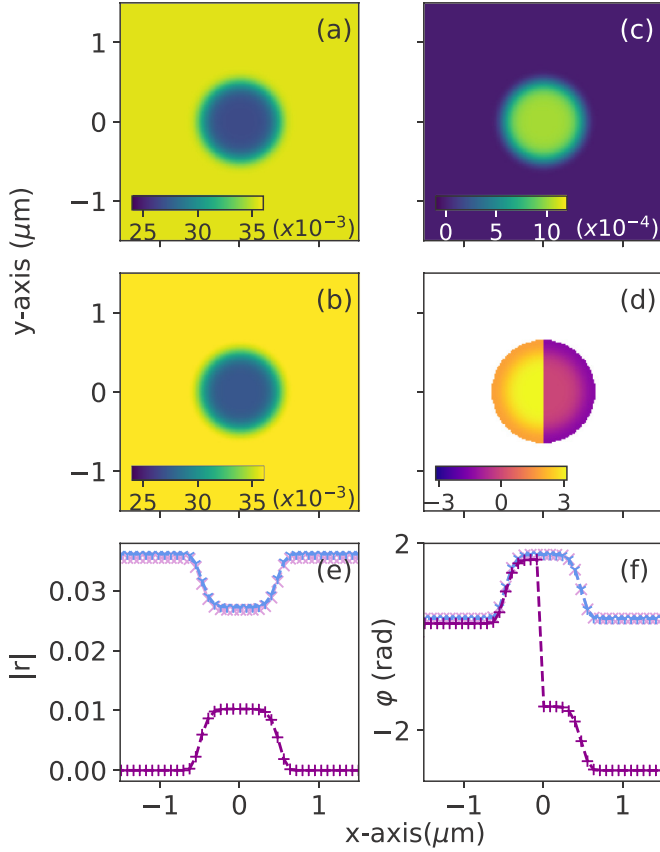 (a)
(c)
1
0
−1
25 30 35 (x10⁻³)
0 10 (x10⁻⁴)
y-axis (μm)
(b)
(d)
1
0
−1
25 30 35 (x10⁻³)
−3 0 3
(e)
(f)
0.03
0.02
0.01
0.00
|r|
2
−2
φ (rad)
−1 0 1
−1 0 1
x-axis(μm)